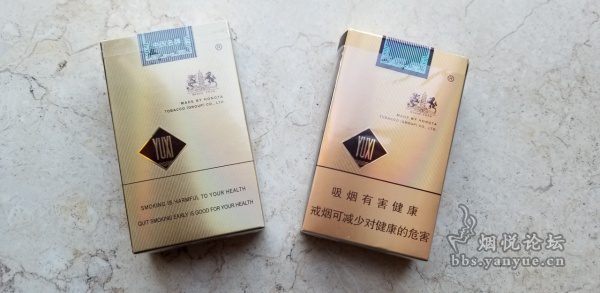 ®
MADE BY HONGTA
TOBACCO (GROUP) CO., LTD.
YUXI
SMOKING IS HARMFUL TO YOUR HEALTH
QUIT SMOKING EARLY IS GOOD FOR YOUR HEALTH
®
MADE BY HONGTA
TOBACCO (GROUP) CO., LTD.
YUXI
吸烟有害健康
戒烟可减少对健康的危害
烟悦论坛
bbs.yanyue.cn